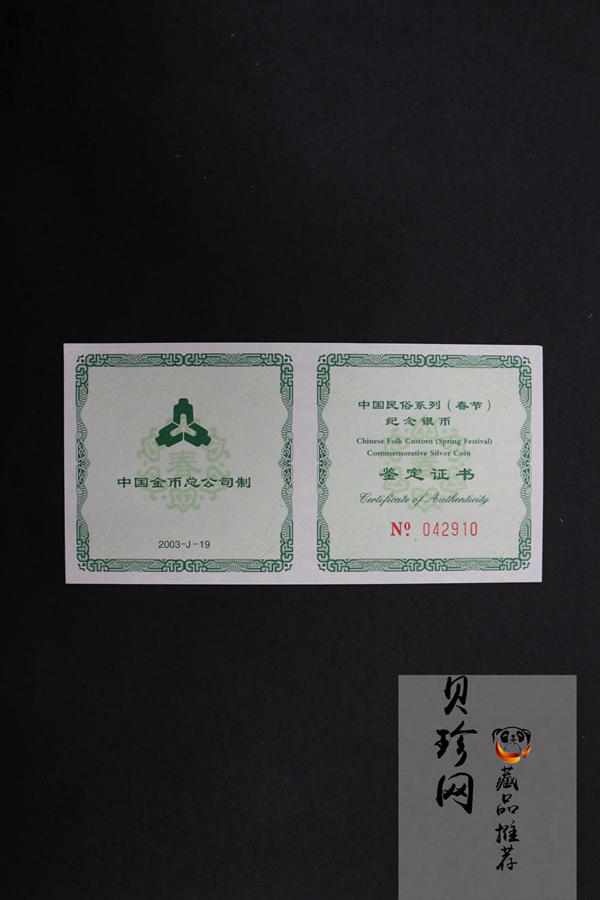 春
中国金币总公司制
2003-J-19
中国民俗系列（春节）
纪念银币
Chinese Folk Custom (Spring Festival)
Commemorative Silver Coin
鉴定证书
Certificate of Authenticity
№ 042910
贝珍网
藏品推荐